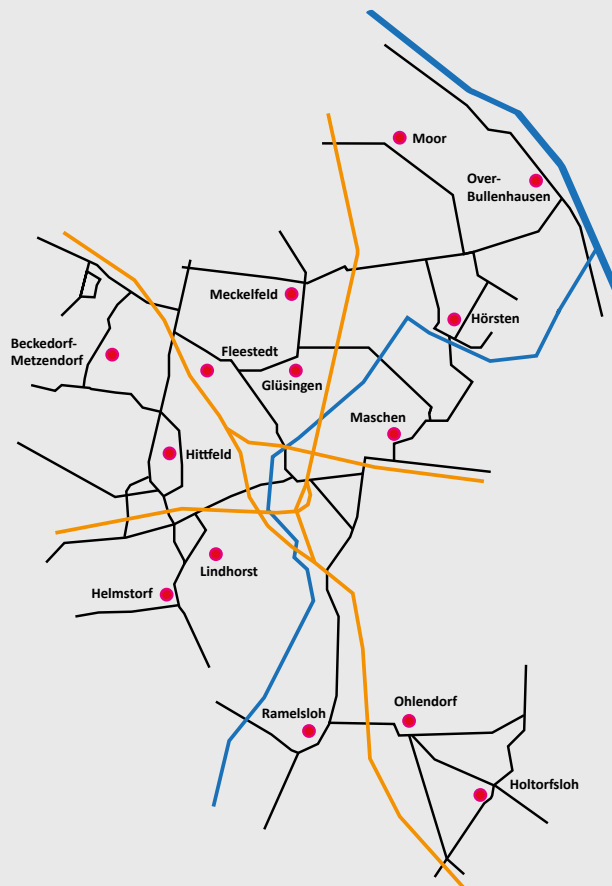 Moor
Over-
Bullenhausen
Meckelfeld
Hörsten
Beckedorf-
Metzendorf
Fleestedt
Glüsingen
Maschen
Hittfeld
Lindhorst
Helmstorf
Ramelsloh
Ohlendorf
Holtorfsloh